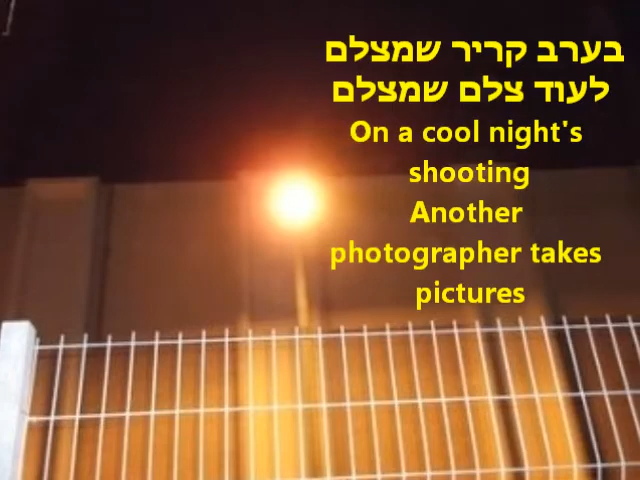 בערב קריר שמצלם
לעוד צלם שמצלם
On a cool night's
shooting
Another
photographer takes
pictures